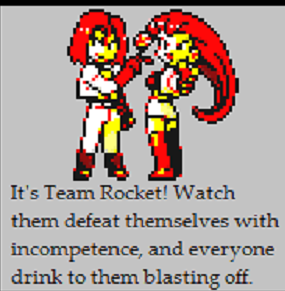 It's Team Rocket! Watch
them defeat themselves with
incompetence, and everyone
drink to them blasting off.